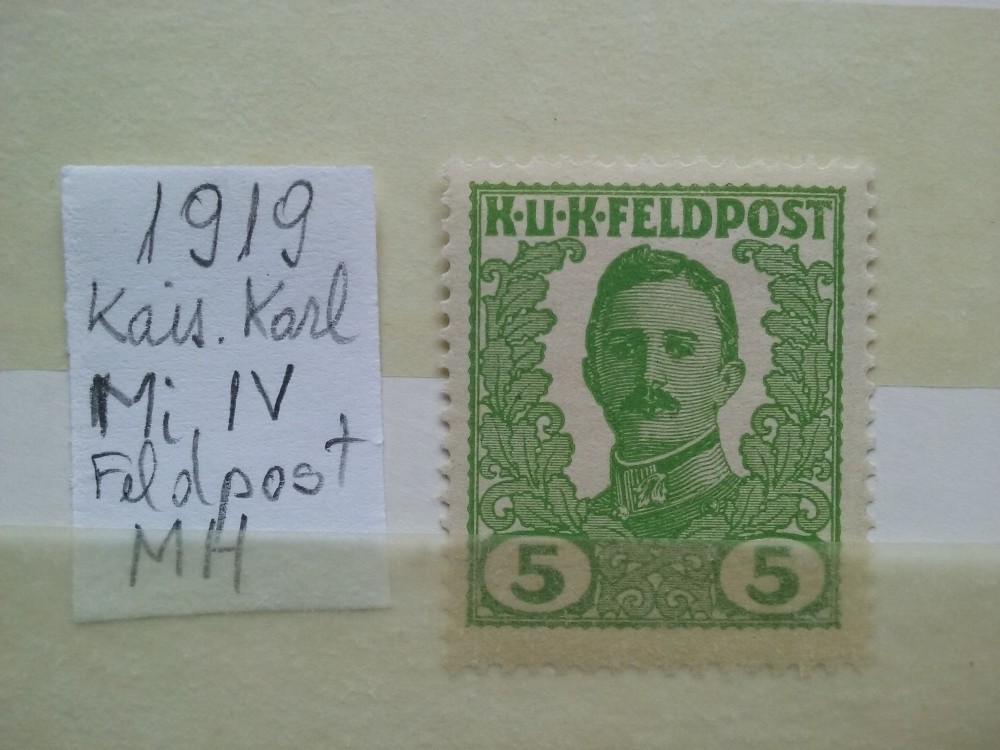 1919
Kais. Karl
Mi IV
Feldpost
MH
K·U·K·FELDPOST
5 5